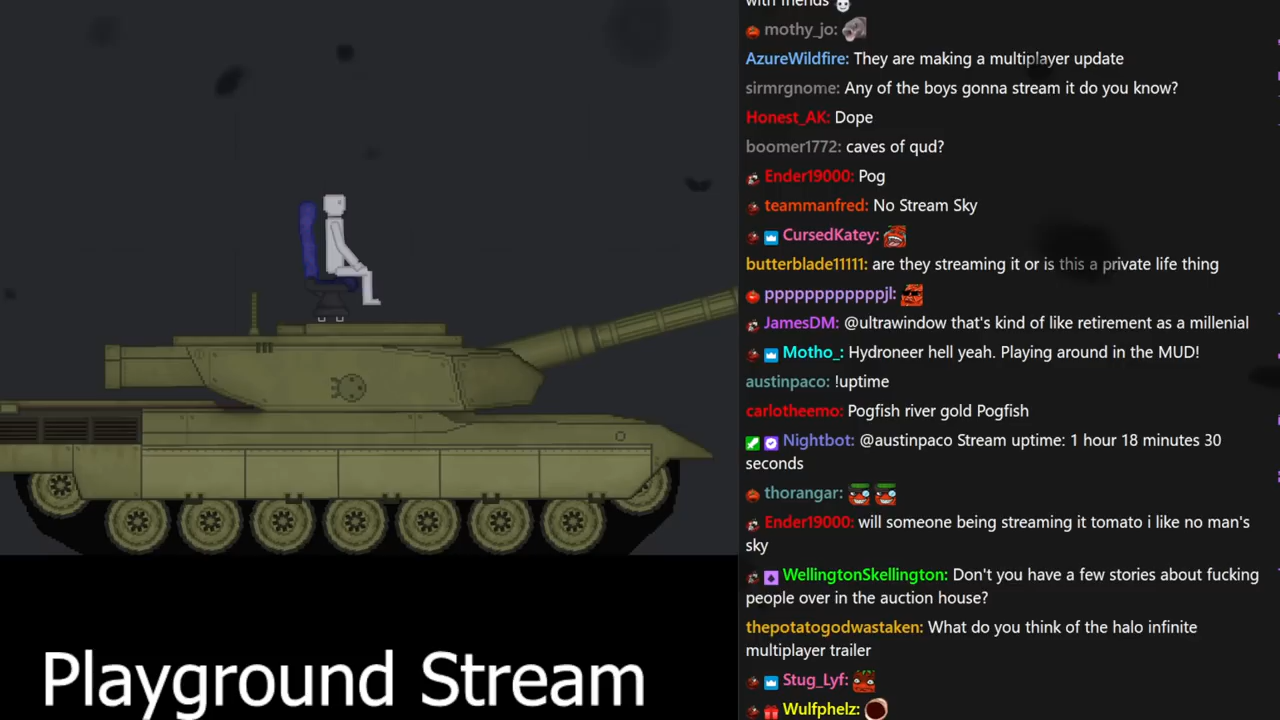 with friends
mothy_jo:
AzureWildfire: They are making a multiplayer update
sirmrgnome: Any of the boys gonna stream it do you know?
Honest_AK: Dope
boomer1772: caves of qud?
Ender19000: Pog
teammanfred: No Stream Sky
CursedKatey:
butterblade11111: are they streaming it or is this a private life thing
ppppppppppppjl:
JamesDM: @ultrawindow that's kind of like retirement as a millenial
Motho_: Hydroneer hell yeah. Playing around in the MUD!
austinpaco: !uptime
carlotheemo: Pogfish river gold Pogfish
Nightbot: @austinpaco Stream uptime: 1 hour 18 minutes 30
seconds
thorangar:
Ender19000: will someone being streaming it tomato i like no man's
sky
WellingtonSkellington: Don't you have a few stories about fucking
people over in the auction house?
thepotatogodwastaken: What do you think of the halo infinite
multiplayer trailer
Stug_Lyf:
Wulfphelz:
Playground Stream